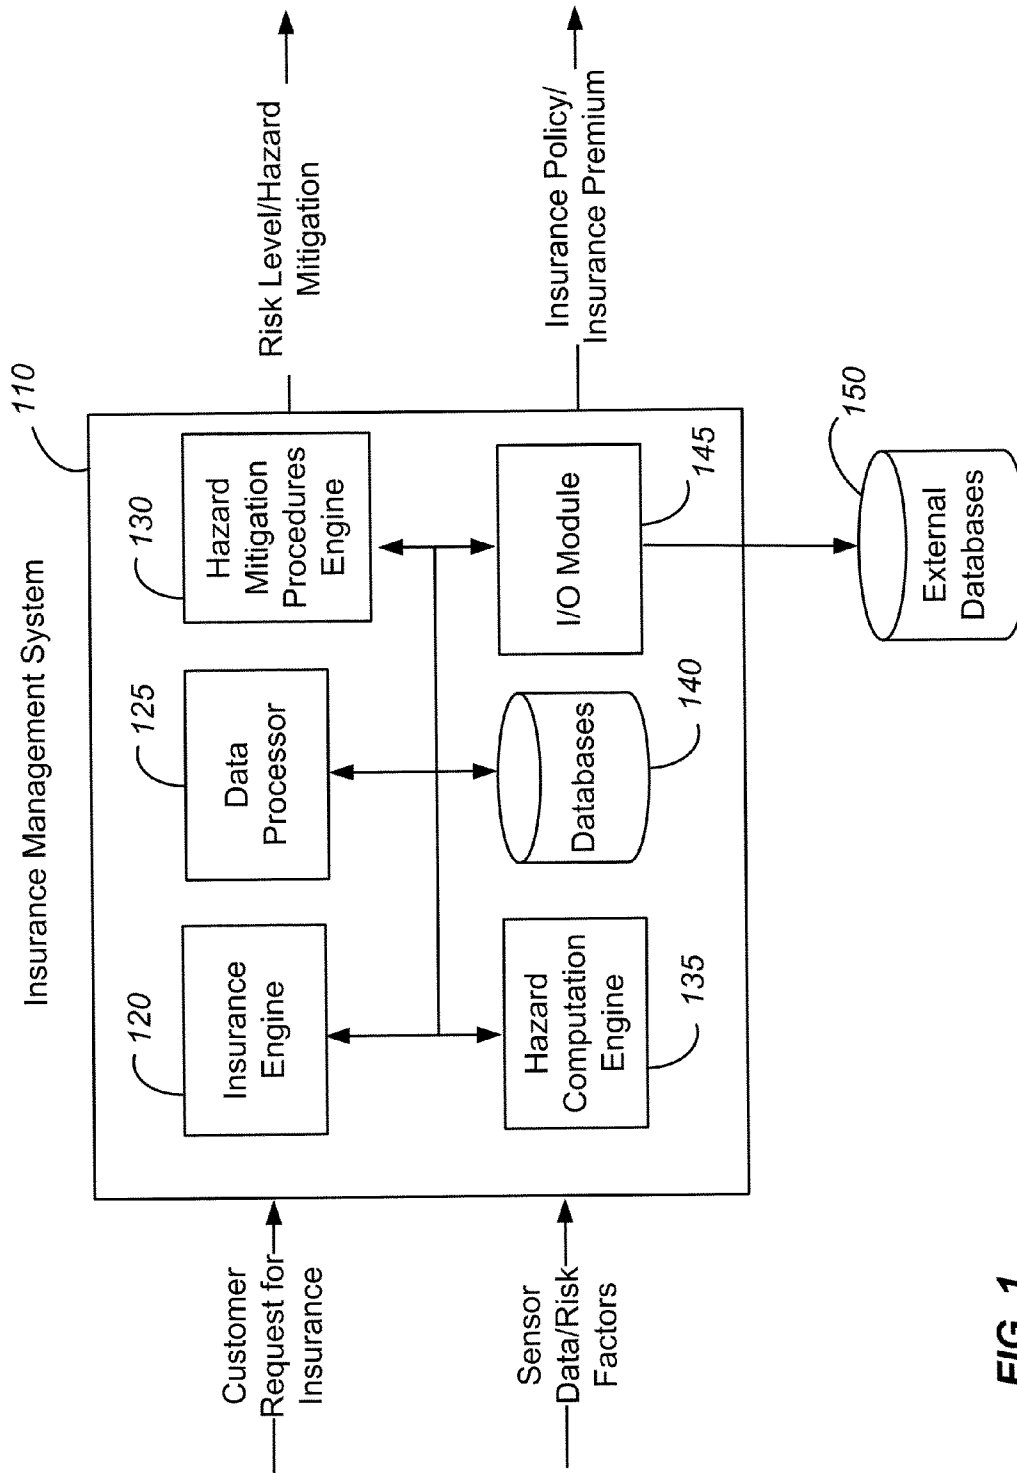 Insurance Management System
110
Customer
Request for
Insurance
Sensor
Data/Risk
Factors
120
Insurance
Engine
125
Data
Processor
130
Hazard
Mitigation
Procedures
Engine
Hazard
Computation
Engine
135
Databases
140
I/O Module
145
Risk Level/Hazard
Mitigation
Insurance Policy/
Insurance Premium
150
External
Databases
FIG. 1